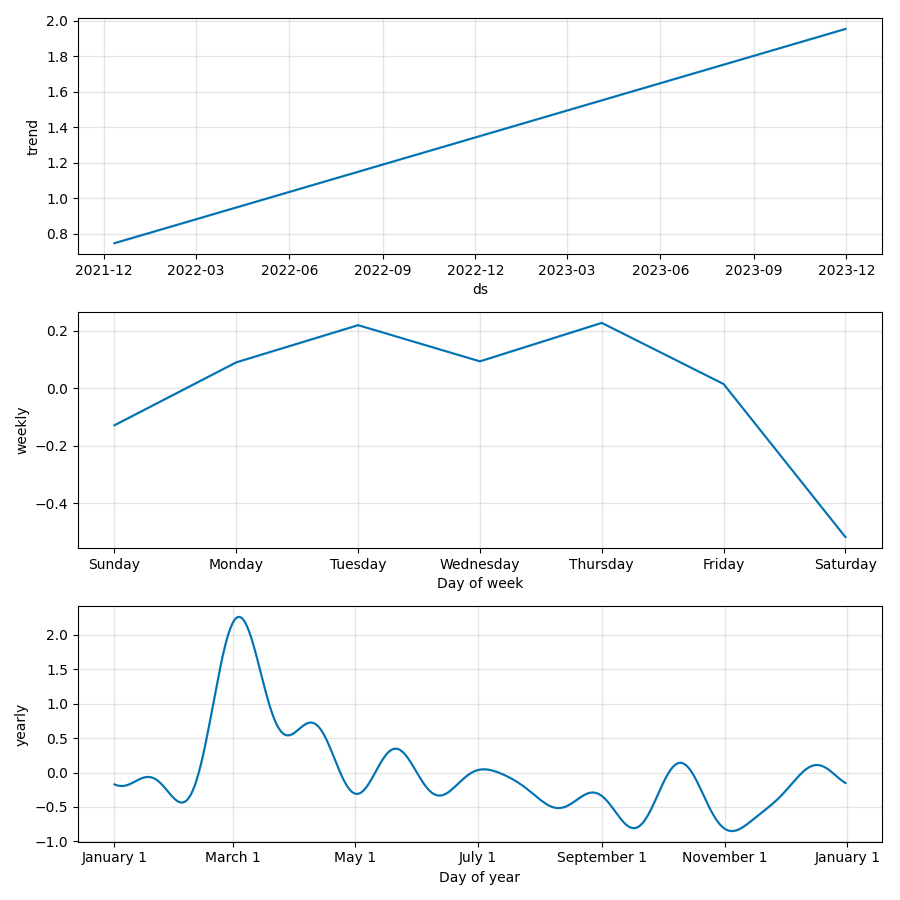 2.0
1.8
1.6
1.4
1.2
1.0
0.8
trend
2021-12 2022-03 2022-06 2022-09 2022-12 2023-03 2023-06 2023-09 2023-12
ds
0.2
0.0
−0.2
−0.4
weekly
Sunday Monday Tuesday Wednesday Thursday Friday Saturday
Day of week
2.0
1.5
1.0
0.5
0.0
−0.5
−1.0
yearly
January 1 March 1 May 1 July 1 September 1 November 1 January 1
Day of year